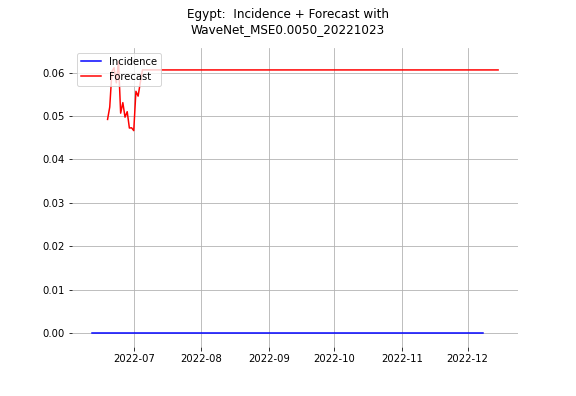 Egypt:  Incidence + Forecast with
WaveNet_MSE0.0050_20221023
Incidence
Forecast
0.06
0.05
0.04
0.03
0.02
0.01
0.00
2022-07 2022-08 2022-09 2022-10 2022-11 2022-12